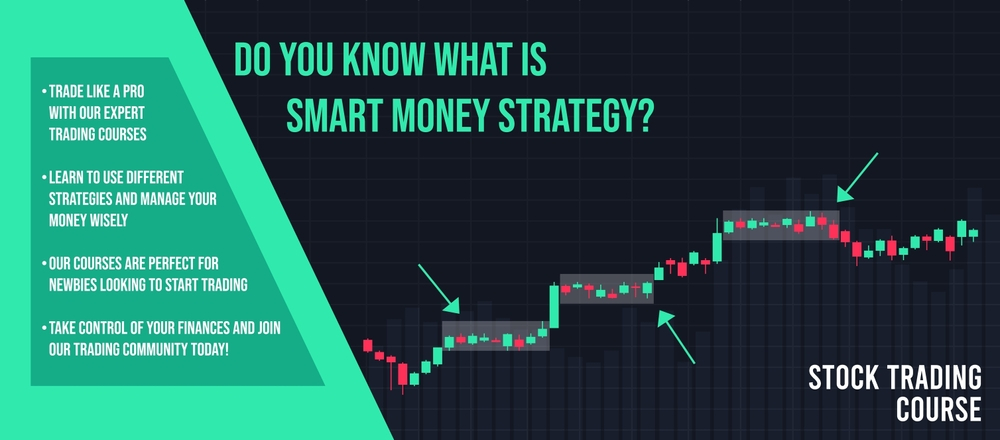 DO YOU KNOW WHAT IS
SMART MONEY STRATEGY?
• TRADE LIKE A PRO
WITH OUR EXPERT
TRADING COURSES
• LEARN TO USE DIFFERENT
STRATEGIES AND MANAGE YOUR
MONEY WISELY
• OUR COURSES ARE PERFECT FOR
NEWBIES LOOKING TO START TRADING
• TAKE CONTROL OF YOUR FINANCES AND JOIN
OUR TRADING COMMUNITY TODAY!
STOCK TRADING
COURSE